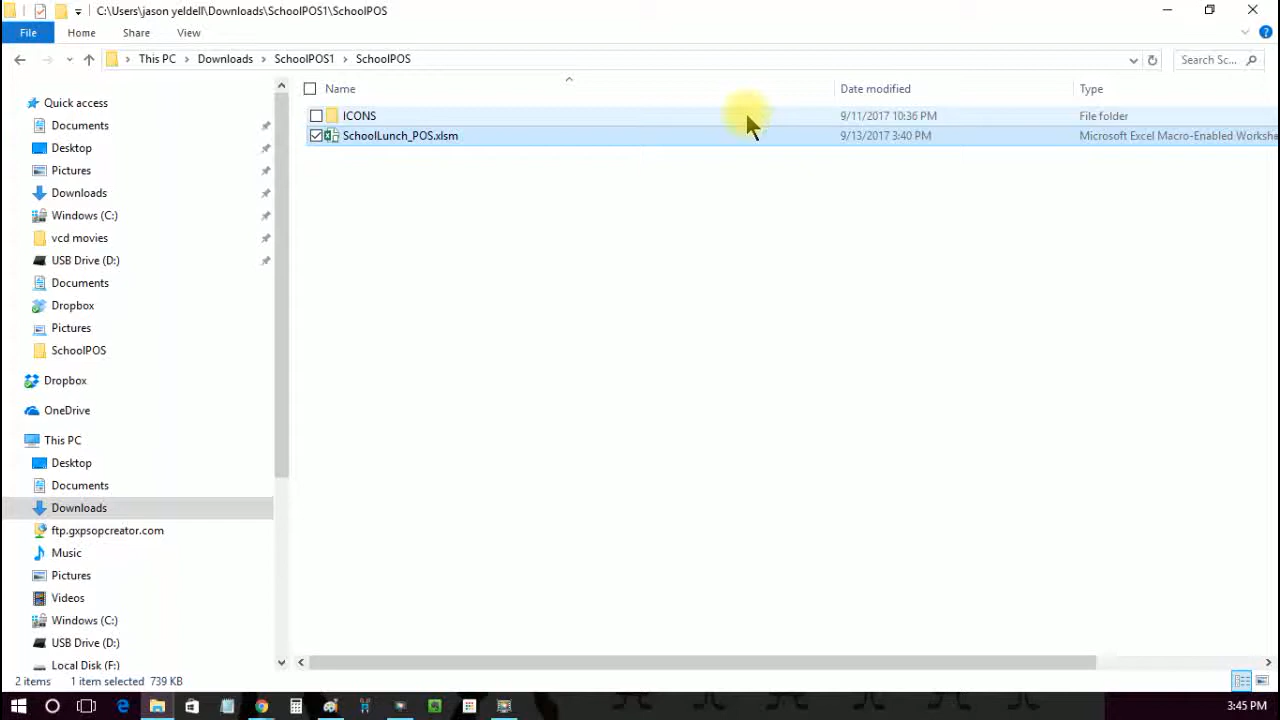 C:\Users\jason yeldell\Downloads\SchoolPOS1\SchoolPOS
File Home Share View
This PC Downloads SchoolPOS1 SchoolPOS Search Sc...
Name Date modified Type
ICONS 9/11/2017 10:36 PM File folder
SchoolLunch_POS.xlsm 9/13/2017 3:40 PM Microsoft Excel Macro-Enabled Workshe
Quick access
Documents
Desktop
Pictures
Downloads
Windows (C:)
vcd movies
USB Drive (D:)
Documents
Dropbox
Pictures
SchoolPOS
Dropbox
OneDrive
This PC
Desktop
Documents
Downloads
ftp.gxpsopcreator.com
Music
Pictures
Videos
Windows (C:)
USB Drive (D:)
Local Disk (F:)
2 items 1 item selected 739 KB
3:45 PM